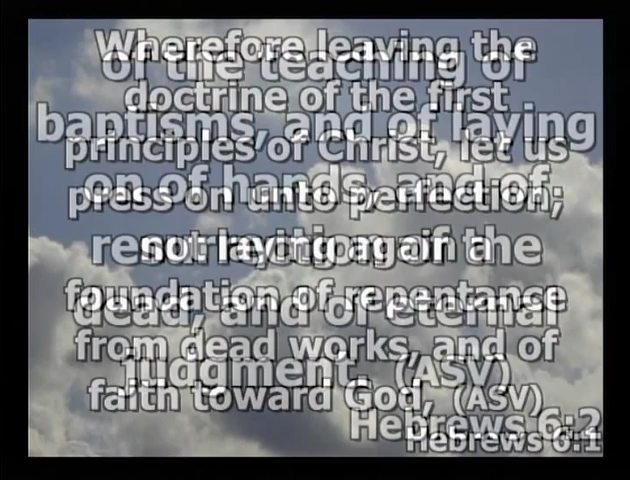 Wherefore leaving the
doctrine of the first
principles of Christ, let us
press on unto perfection;
not laying again the
foundation of repentance
from dead works, and of
faith toward God, (ASV)
Hebrews 6:1
of the teaching of
baptisms, and of laying
on of hands, and of
resurrection of the
dead, and of eternal
judgment. (ASV)
Hebrews 6:2